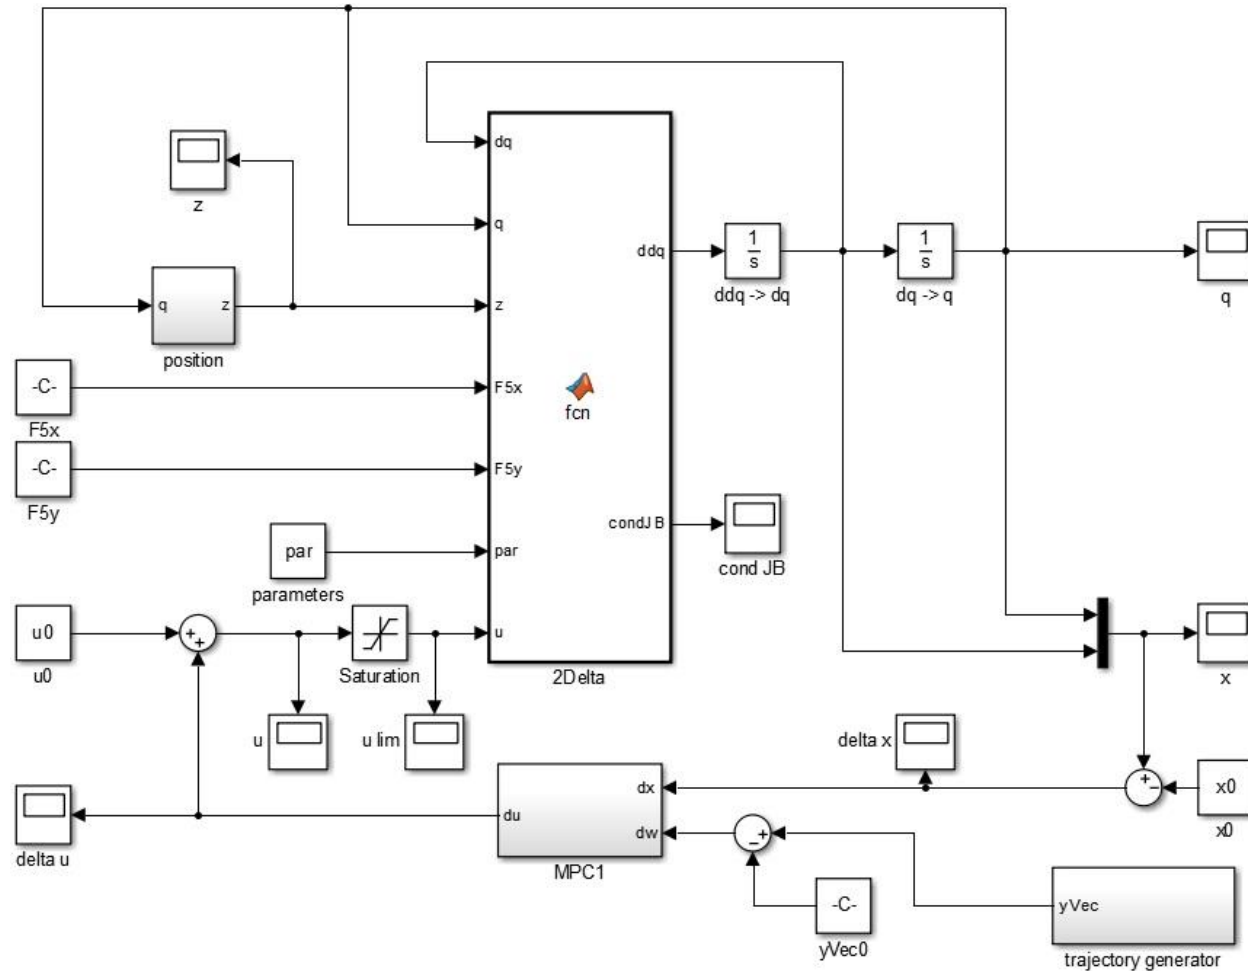 dq
z
q
ddq
1
s
1
s
ddq -> dq
dq -> q
q
q
z
z
position
-C-
F5x
F5x
fcn
-C-
F5y
F5y
condJB
cond JB
par
par
parameters
u0
u0
+
+
Saturation
u
2Delta
x
u
u lim
delta x
dx
+
−
x0
x0
du
dw
−
+
delta u
MPC1
-C-
yVec0
yVec
trajectory generator